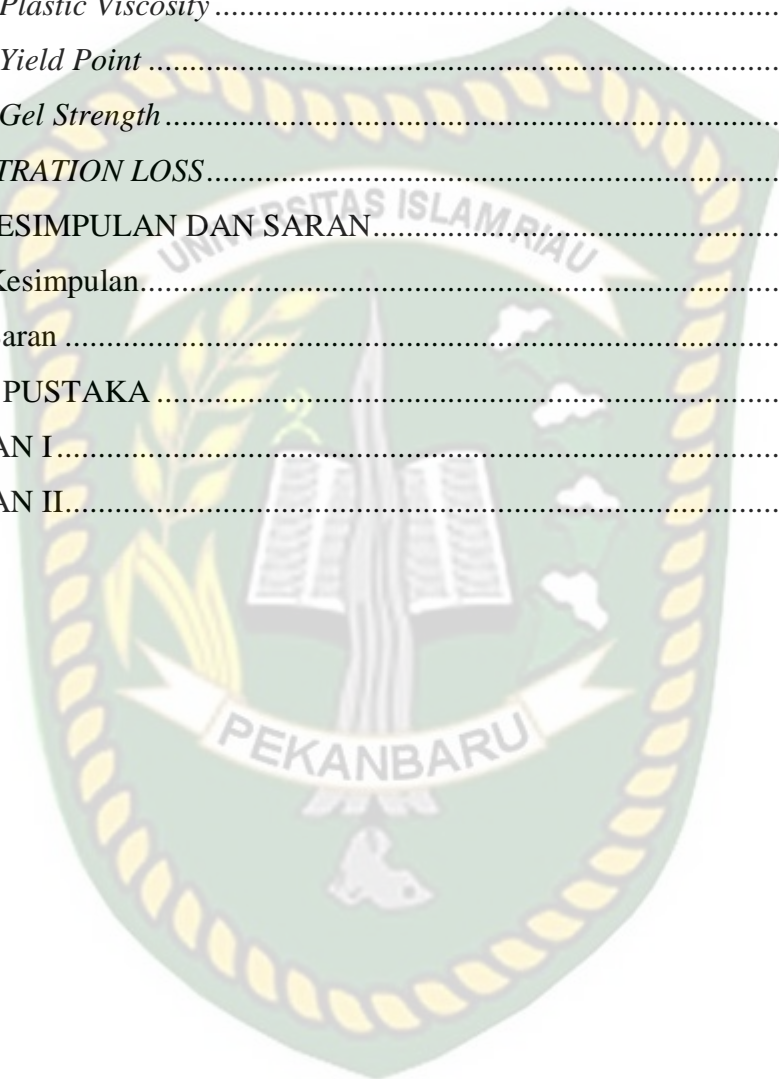 Plastic Viscosity ....................................................................
Yield Point ..............................................................................
Gel Strength ...........................................................................
TRATION LOSS .....................................................................
ESIMPULAN DAN SARAN ..................................................
Kesimpulan ............................................................................
aran .......................................................................................
PUSTAKA .............................................................................
AN I .......................................................................................
AN II ......................................................................................
UNIVERSITAS ISLAM RIAU
PEKANBARU